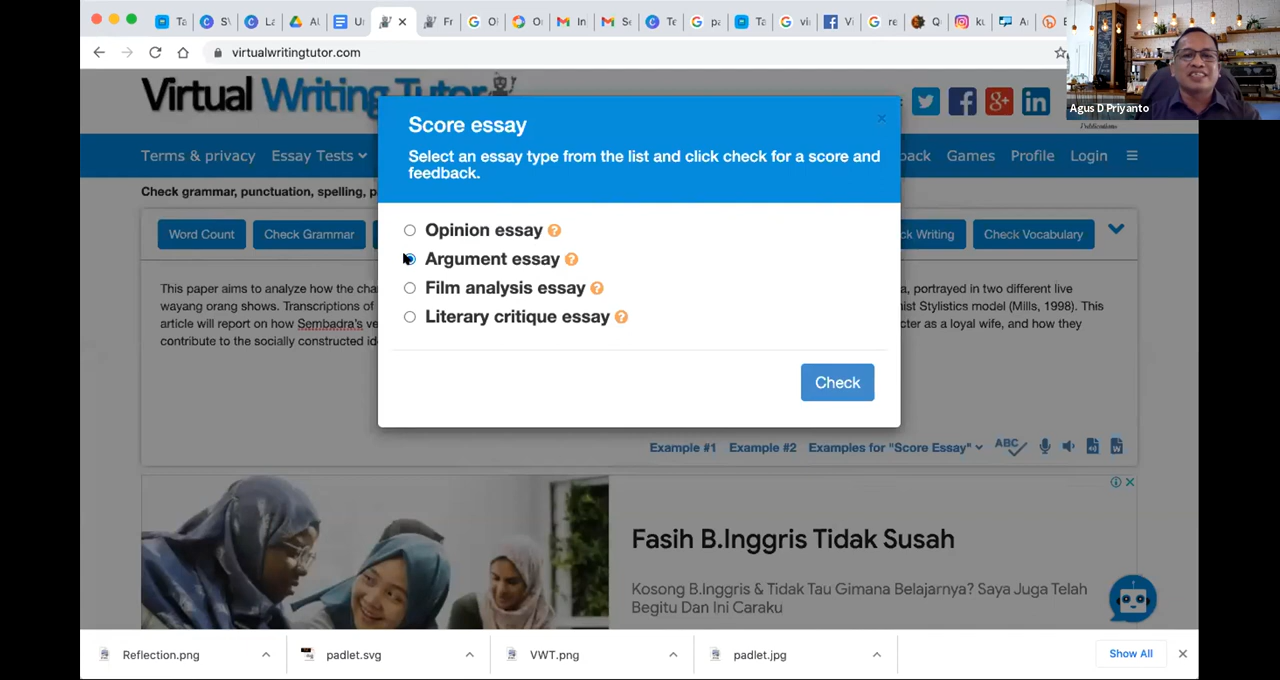 virtualwritingtutor.com
Agus D Priyanto
Virtual Writing Tutor
Publications
Score essay
Select an essay type from the list and click check for a score and
feedback.
Terms & privacy Essay Tests
back Games Profile Login
Check grammar, punctuation, spelling, p
Word Count Check Grammar
ck Writing Check Vocabulary
Opinion essay ?
Argument essay ?
Film analysis essay ?
Literary critique essay ?
Check
This paper aims to analyze how the cha
a, portrayed in two different live
wayang orang shows. Transcriptions of
ist Stylistics model (Mills, 1998). This
article will report on how Sembadra's ve
cter as a loyal wife, and how they
contribute to the socially constructed id
Example #1 Example #2 Examples for "Score Essay" ABC
Fasih B.Inggris Tidak Susah
Kosong B.Inggris & Tidak Tau Gimana Belajarnya? Saya Juga Telah
Begitu Dan Ini Caraku
Reflection.png padlet.svg VWT.png padlet.jpg Show All